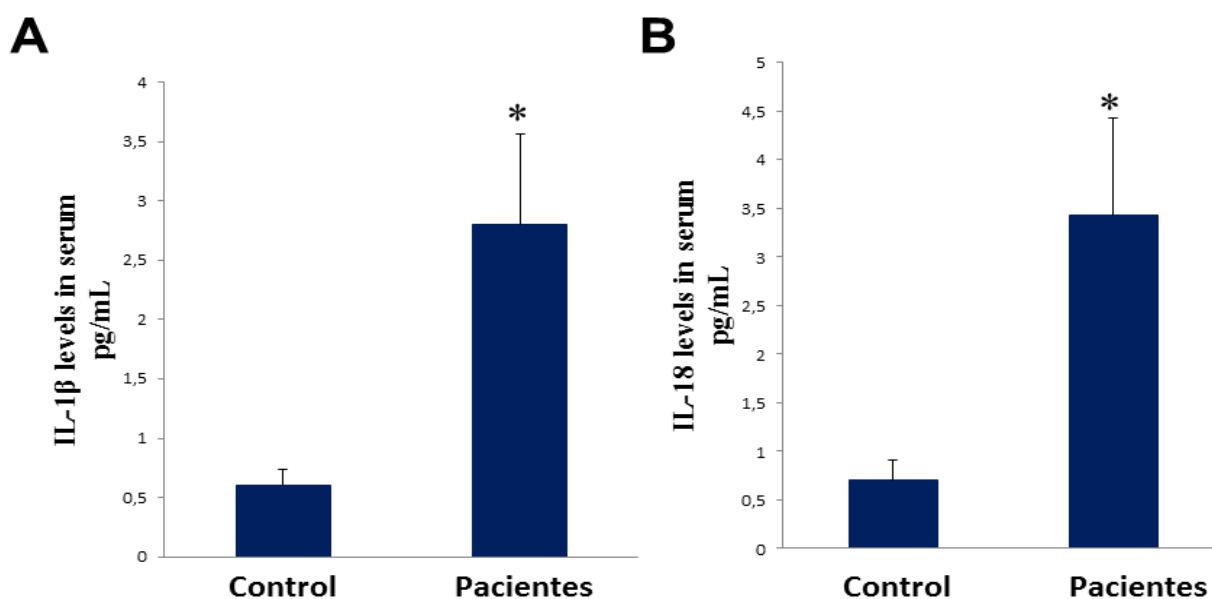 A
IL-1β levels in serum
pg/mL
4
3,5
3
2,5
2
1,5
1
0,5
0
*
Control
Pacientes
B
IL-18 levels in serum
pg/mL
5
4,5
4
3,5
3
2,5
2
1,5
1
0,5
0
*
Control
Pacientes